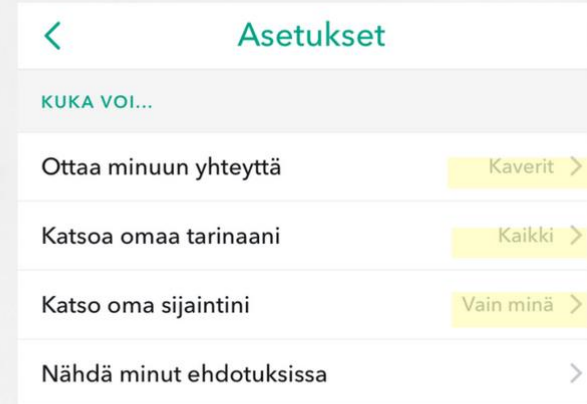 Asetukset
KUKA VOI...
Ottaa minuun yhteyttä Kaverit
Katsoa omaa tarinaani Kaikki
Katso oma sijaintini Vain minä
Nähdä minut ehdotuksissa